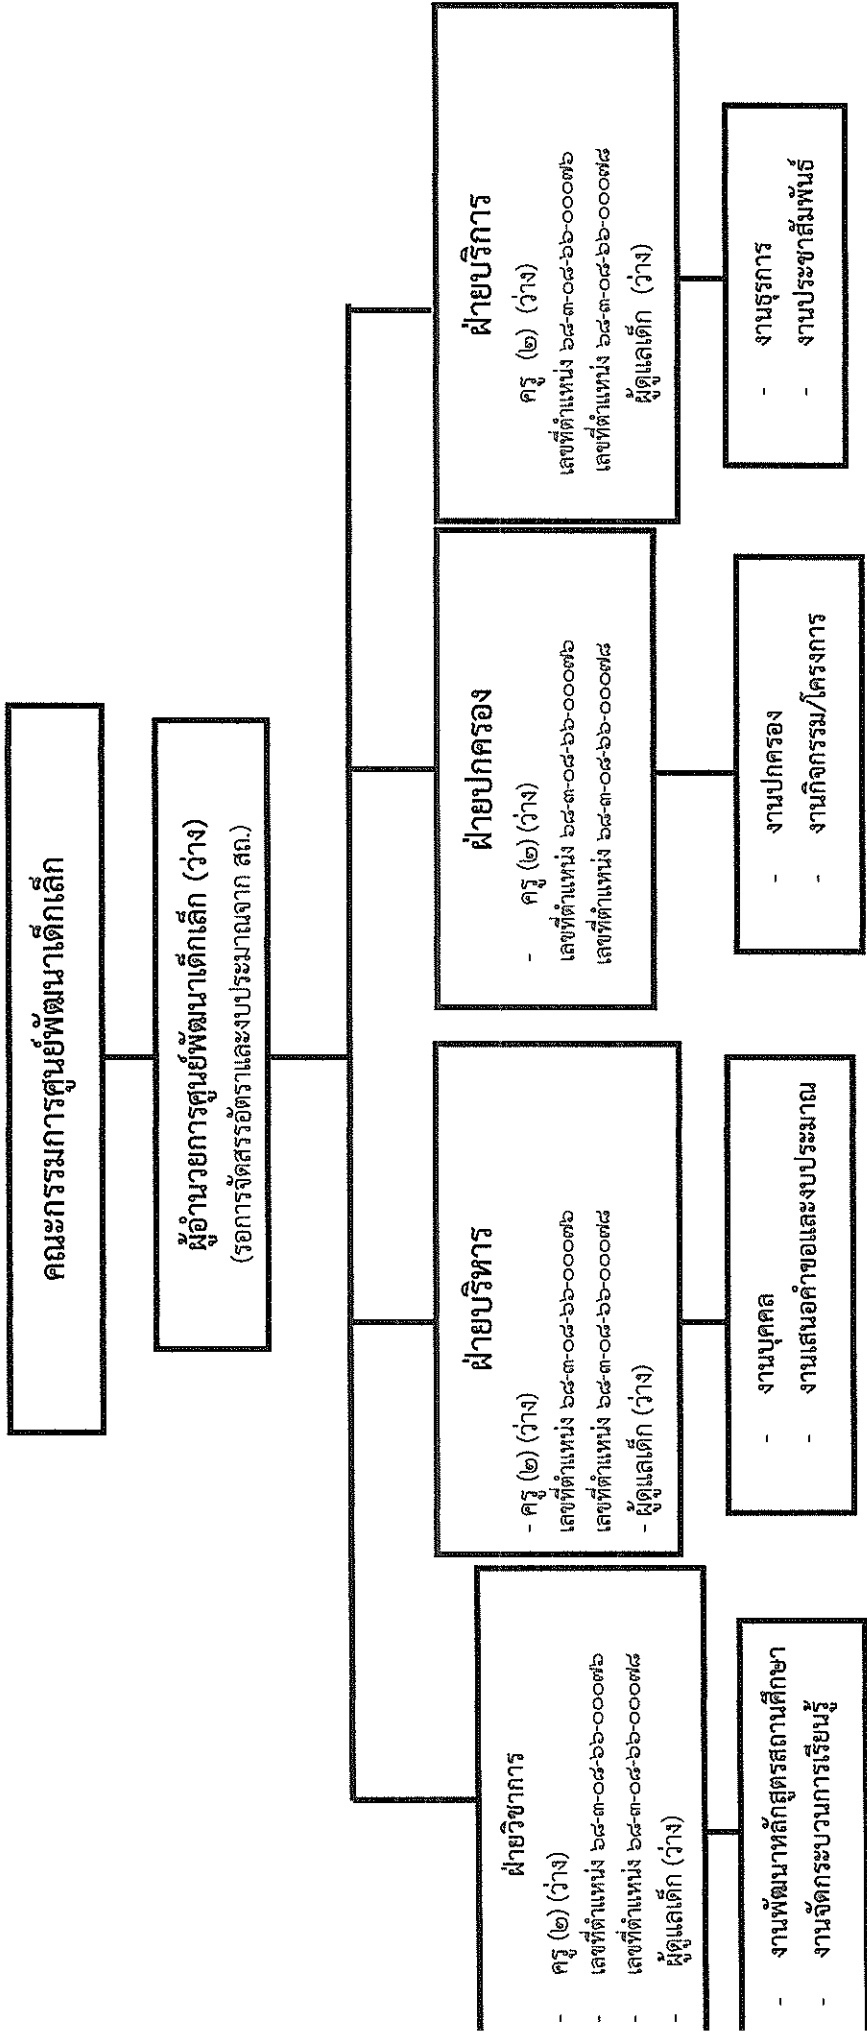 คณะกรรมการศูนย์พัฒนาเด็กเล็ก
ผู้อำนวยการศูนย์พัฒนาเด็กเล็ก (ว่าง)
(รอการจัดสรรอัตราและงบประมาณจาก สถ.)
ฝ่ายวิชาการ
- ครู (๒) (ว่าง)
- เลขที่ตำแหน่ง ๖๘-๓-๐๘-๖๖-๐๐๐๗๖
- เลขที่ตำแหน่ง ๖๘-๓-๐๘-๖๖-๐๐๐๗๘
- ผู้ดูแลเด็ก (ว่าง)
- งานพัฒนาหลักสูตรสถานศึกษา
- งานจัดกระบวนการเรียนรู้
ฝ่ายบริหาร
- ครู (๒) (ว่าง)
เลขที่ตำแหน่ง ๖๘-๓-๐๘-๖๖-๐๐๐๗๖
เลขที่ตำแหน่ง ๖๘-๓-๐๘-๖๖-๐๐๐๗๘
- ผู้ดูแลเด็ก (ว่าง)
- งานบุคคล
- งานเสนอคำขอและงบประมาณ
ฝ่ายปกครอง
- ครู (๒) (ว่าง)
เลขที่ตำแหน่ง ๖๘-๓-๐๘-๖๖-๐๐๐๗๖
เลขที่ตำแหน่ง ๖๘-๓-๐๘-๖๖-๐๐๐๗๘
- งานปกครอง
- งานกิจกรรม/โครงการ
ฝ่ายบริการ
ครู (๒) (ว่าง)
เลขที่ตำแหน่ง ๖๘-๓-๐๘-๖๖-๐๐๐๗๖
เลขที่ตำแหน่ง ๖๘-๓-๐๘-๖๖-๐๐๐๗๘
ผู้ดูแลเด็ก (ว่าง)
- งานธุรการ
- งานประชาสัมพันธ์